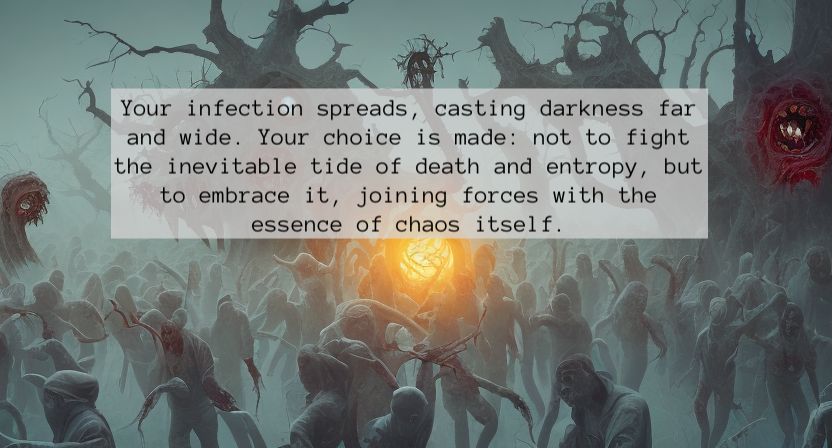 Your infection spreads, casting darkness far
and wide. Your choice is made: not to fight
the inevitable tide of death and entropy, but
to embrace it, joining forces with the
essence of chaos itself.